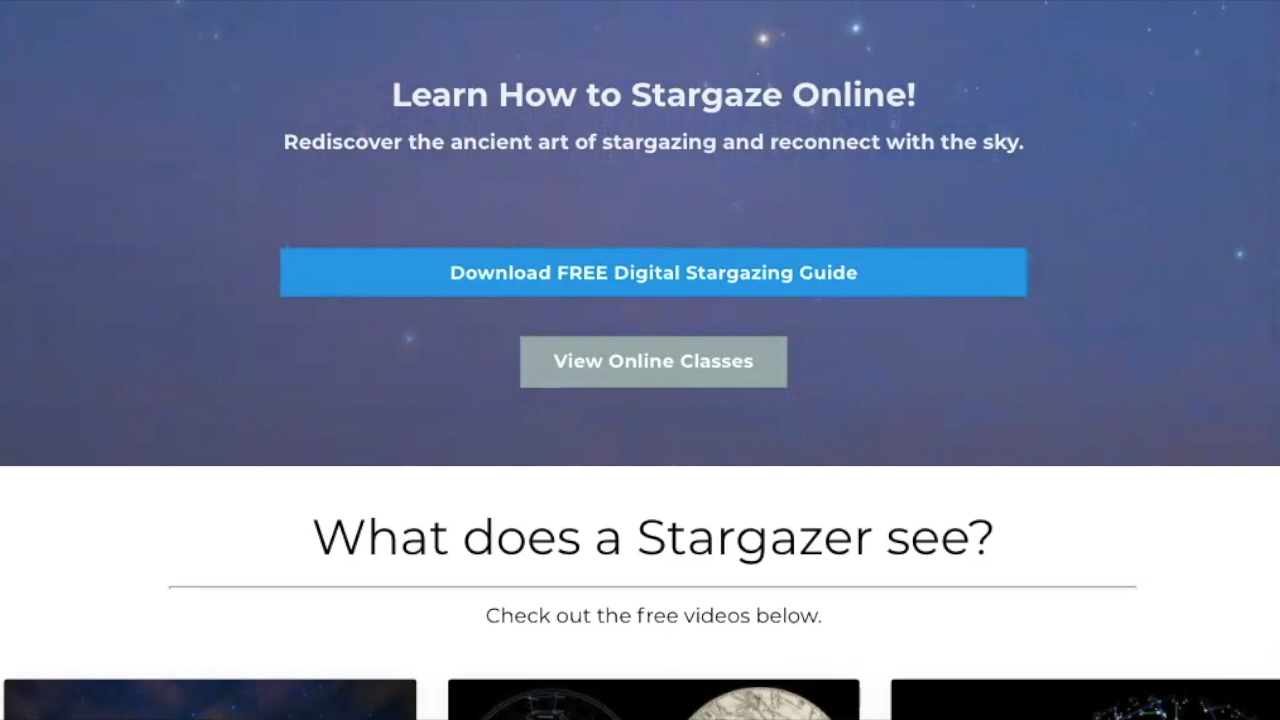 Learn How to Stargaze Online!
Rediscover the ancient art of stargazing and reconnect with the sky.
Download FREE Digital Stargazing Guide
View Online Classes
What does a Stargazer see?
Check out the free videos below.